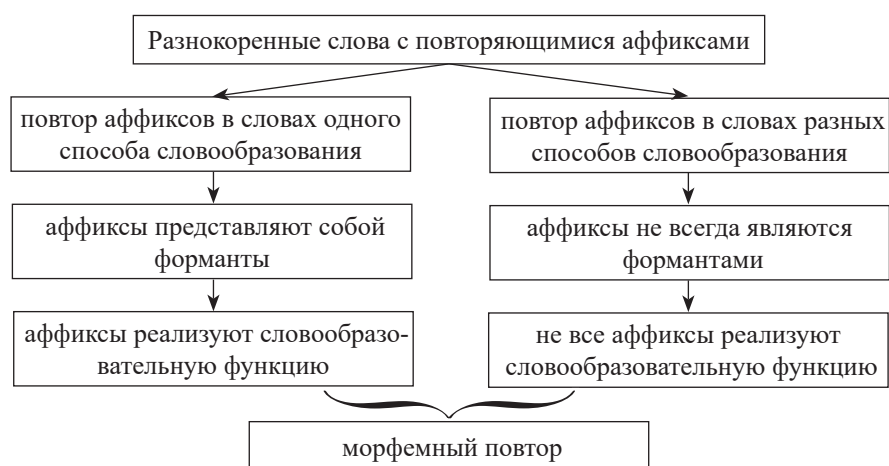 Разнокоренные слова с повторяющимися аффиксами
повтор аффиксов в словах одного
способа словообразования
повтор аффиксов в словах разных
способов словообразования
аффиксы представляют собой
форманты
аффиксы не всегда являются
формантами
аффиксы реализуют словообразо-
вательную функцию
не все аффиксы реализуют
словообразовательную функцию
морфемный повтор